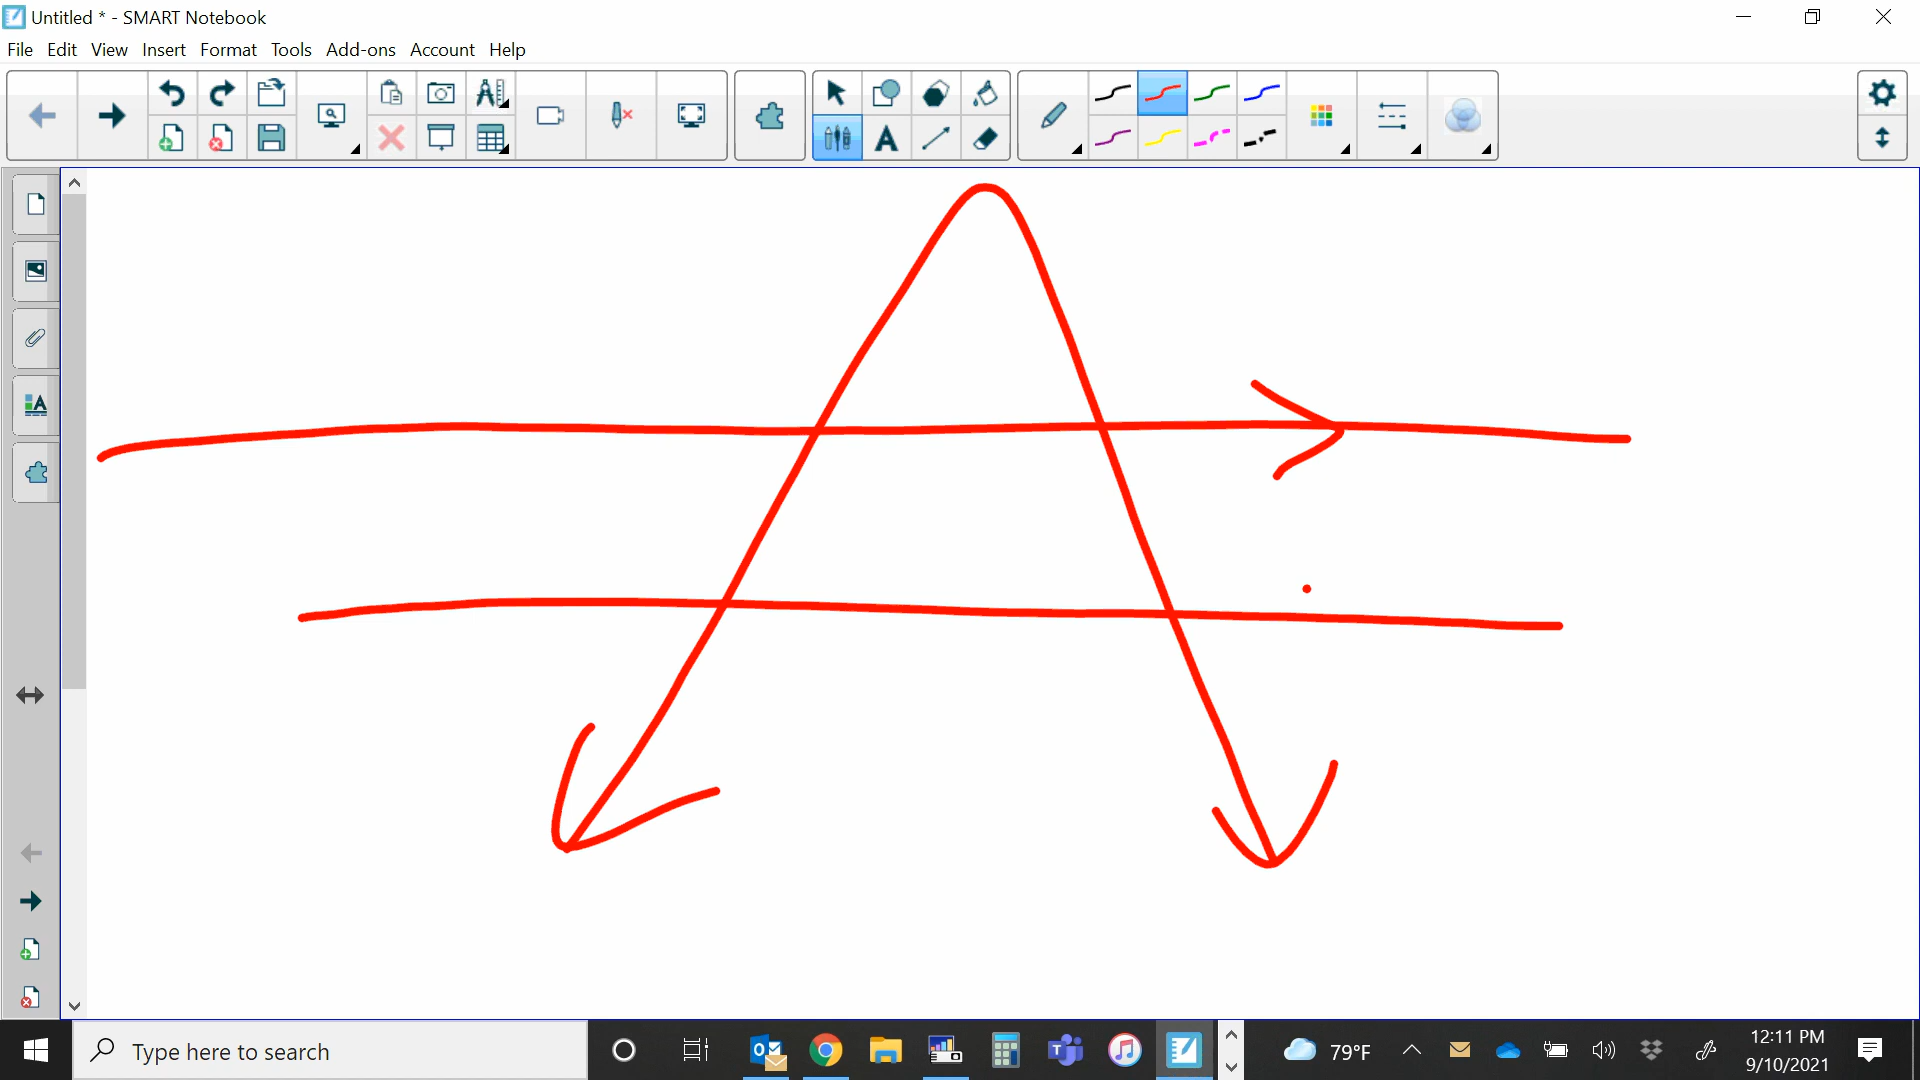 Untitled * - SMART Notebook
File Edit View Insert Format Tools Add-ons Account Help
Type here to search
79°F
12:11 PM
9/10/2021